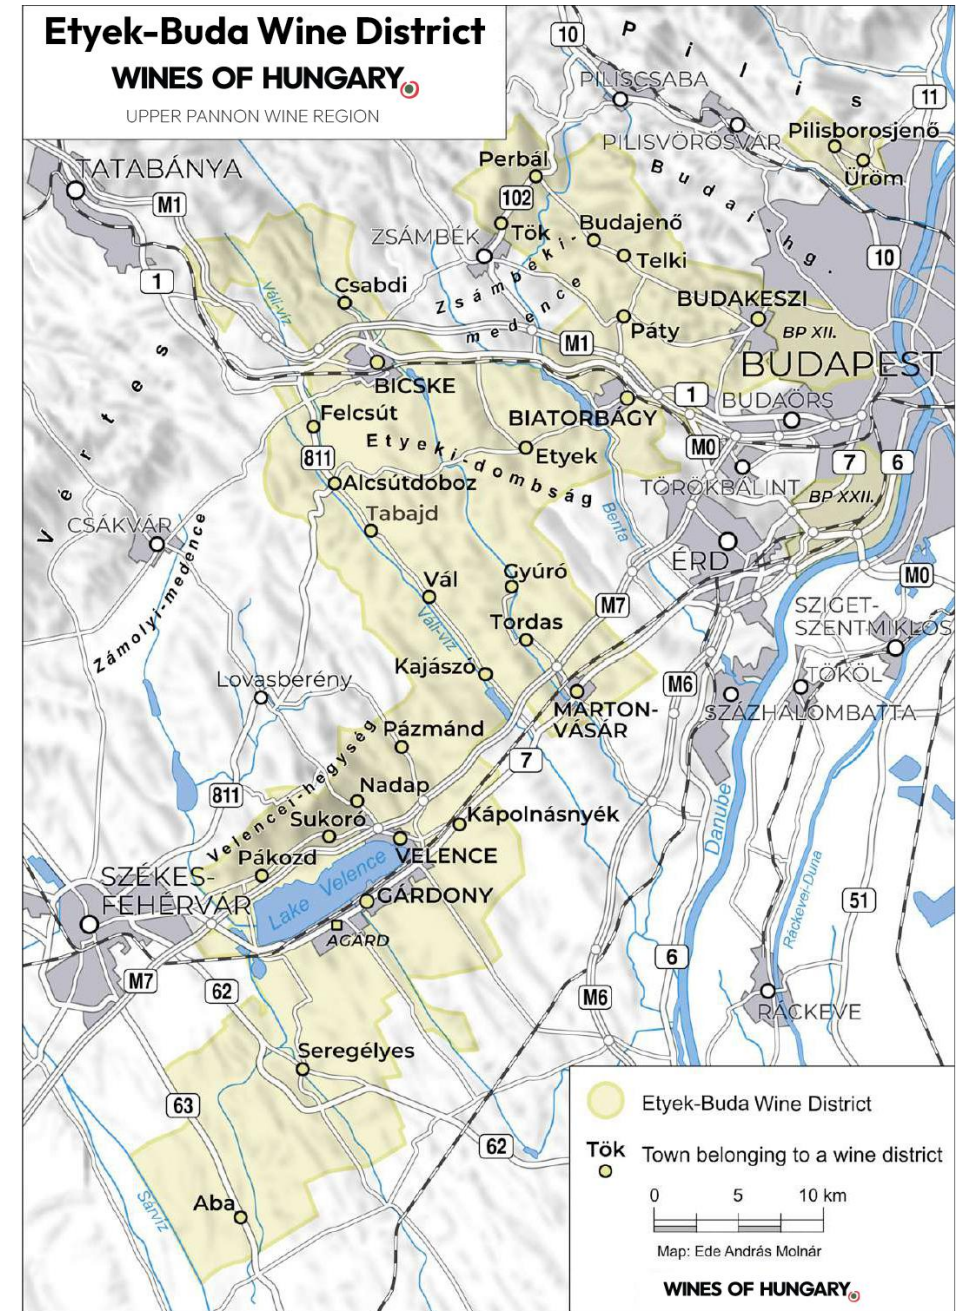 Etyek-Buda Wine District
WINES OF HUNGARY
UPPER PANNON WINE REGION
10
Pilis
PILISCSABA
11
PILISVÖRÖSVÁR
Pilisborosjenő
Üröm
Perbál
Budai-hg.
TATABÁNYA
M1
102
Tök
Budajenő
ZSÁMBÉK
Telki
10
1
Csabdi
Váli-víz
Zsámbéki-
medence
BUDAKESZI
Páty
BP XII.
M1
BUDAPEST
Vértes
BICSKE
1
BUDAÖRS
Felcsút
BIATORBÁGY
Etyeki-dombság
M0
811
Etyek
7
6
Alcsútdoboz
TÖRÖKBÁLINT
BP XXII.
Tabajd
Benta
CSÁKVÁR
Zámolyi-medence
ÉRD
Vál
Gyúró
M0
M7
SZIGET-
SZENTMIKLÓS
Váli-víz
Tordas
Kajászó
Lovasberény
M6
TÖKÖL
MARTON-
VÁSÁR
SZÁZHALOMBATTA
Pázmánd
7
Velencei-hegység
811
Nadap
Sukoró
Kápolnásnyék
Danube
Pákozd
VELENCE
SZÉKES-
FEHÉRVÁR
Lake Velence
GÁRDONY
Ráckevei-Duna
51
AGÁRD
6
M7
62
M6
RÁCKEVE
Seregélyes
63
62
Aba
Sárvíz
Etyek-Buda Wine District
Tök
Town belonging to a wine district
0 5 10 km
Map: Ede András Molnár
WINES OF HUNGARY